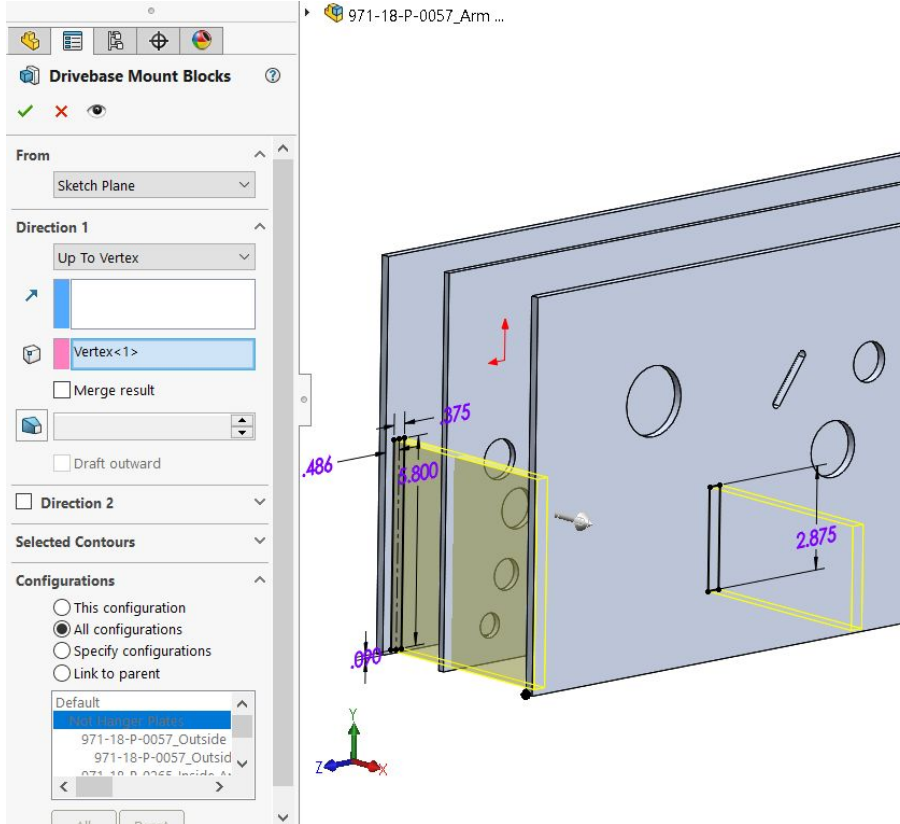 971-18-P-0057_Arm ...
Drivebase Mount Blocks
From
Sketch Plane
Direction 1
Up To Vertex
Vertex<1>
Merge result
Draft outward
Direction 2
Selected Contours
Configurations
This configuration
All configurations
Specify configurations
Link to parent
Default
Not Hanger Plates
971-18-P-0057_Outside
971-18-P-0057_Outsid
.375
.486
5.800
2.875
.090
Y
Z
X